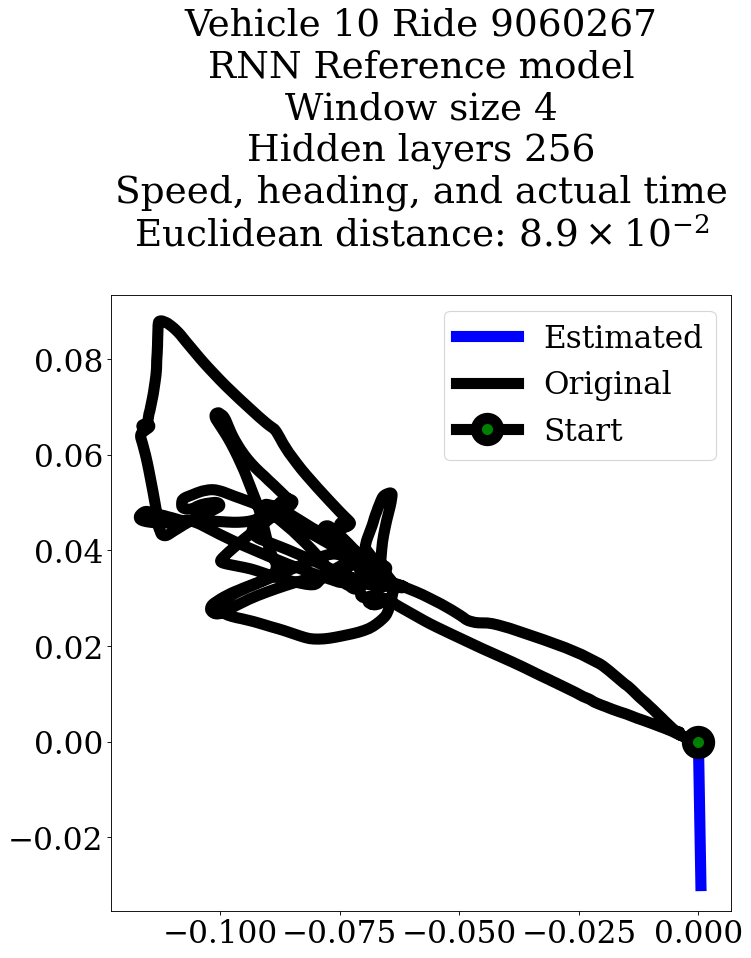 Vehicle 10 Ride 9060267
RNN Reference model
Window size 4
Hidden layers 256
Speed, heading, and actual time
Euclidean distance: 8.9 × 10⁻²
Estimated
Original
Start
0.08
0.06
0.04
0.02
0.00
−0.02
−0.100 −0.075 −0.050 −0.025 0.000